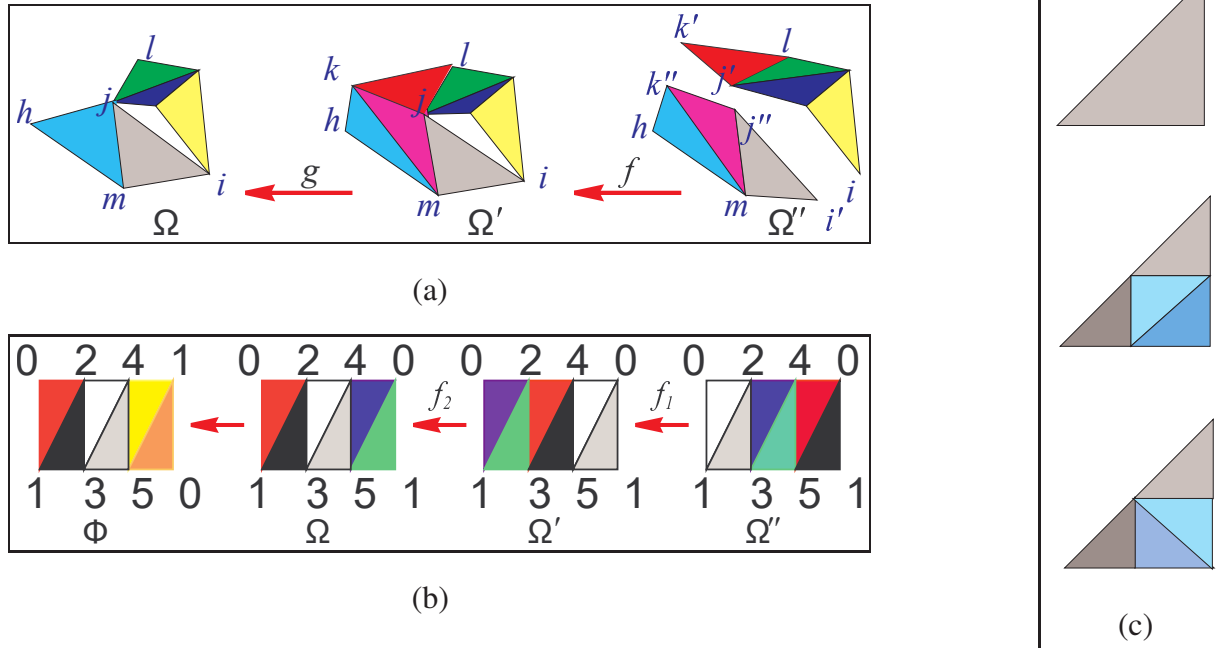 l h j m i Ω
g
k l h j m i Ω′
f
k′ l j′ k″ h j″ m i i′ Ω″
(a)
0 2 4 1 0 2 4 0 0 2 4 0 0 2 4 0
f₂ f₁
1 3 5 0 1 3 5 1 1 3 5 1 1 3 5 1
Φ Ω Ω′ Ω″
(b)
(c)